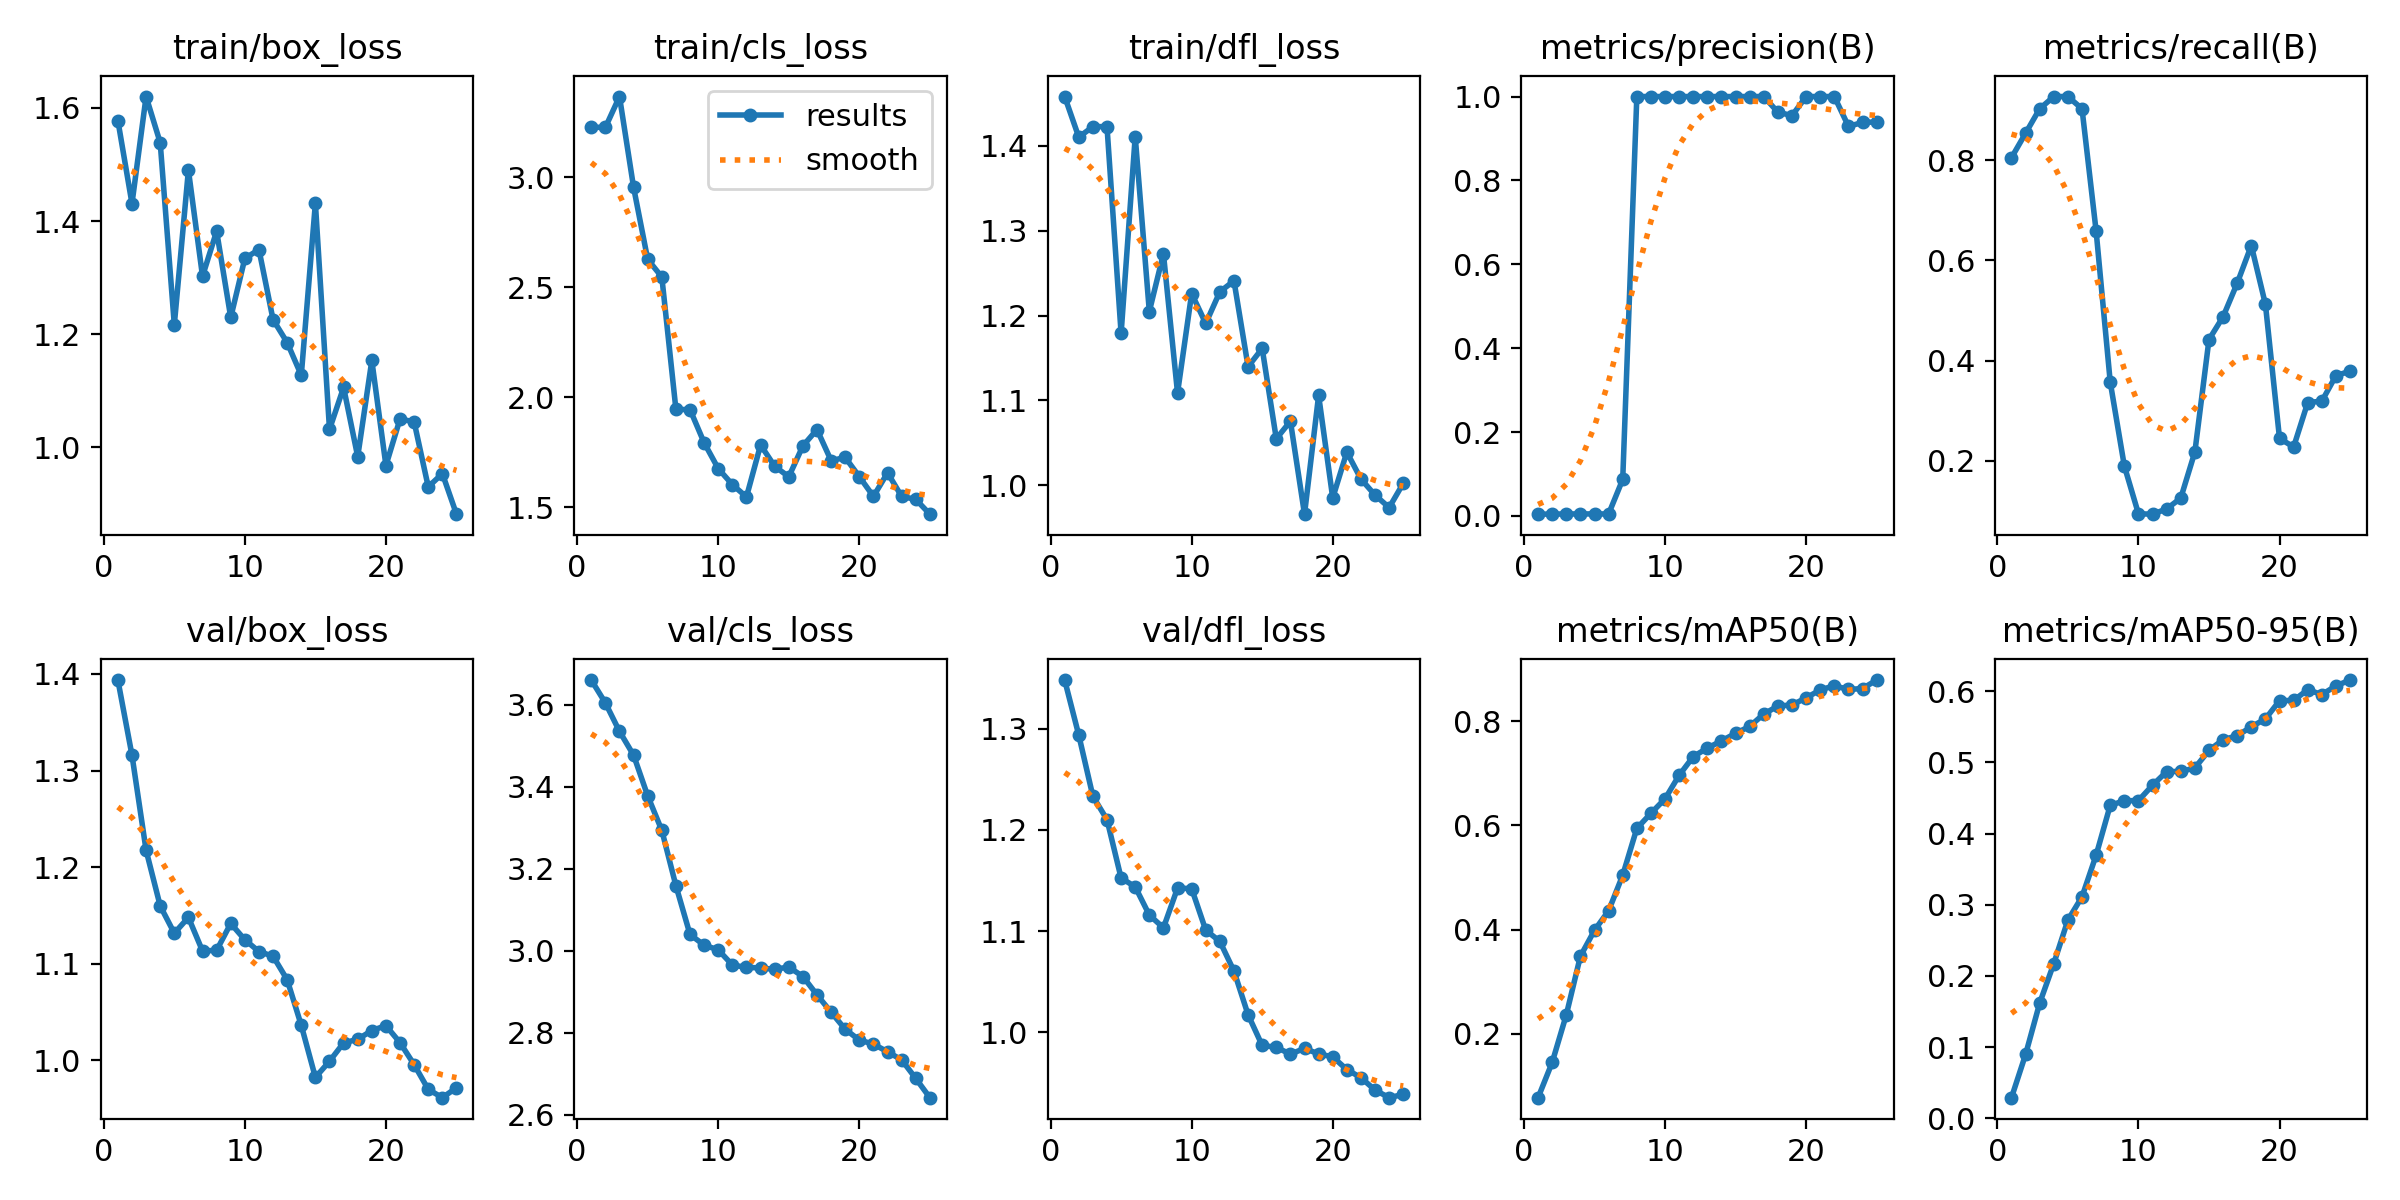 train/box_loss
1.6
1.4
1.2
1.0
0 10 20
train/cls_loss
results
smooth
3.0
2.5
2.0
1.5
0 10 20
train/dfl_loss
1.4
1.3
1.2
1.1
1.0
0 10 20
metrics/precision(B)
1.0
0.8
0.6
0.4
0.2
0.0
0 10 20
metrics/recall(B)
0.8
0.6
0.4
0.2
0 10 20
val/box_loss
1.4
1.3
1.2
1.1
1.0
0 10 20
val/cls_loss
3.6
3.4
3.2
3.0
2.8
2.6
0 10 20
val/dfl_loss
1.3
1.2
1.1
1.0
0 10 20
metrics/mAP50(B)
0.8
0.6
0.4
0.2
0 10 20
metrics/mAP50-95(B)
0.6
0.5
0.4
0.3
0.2
0.1
0.0
0 10 20